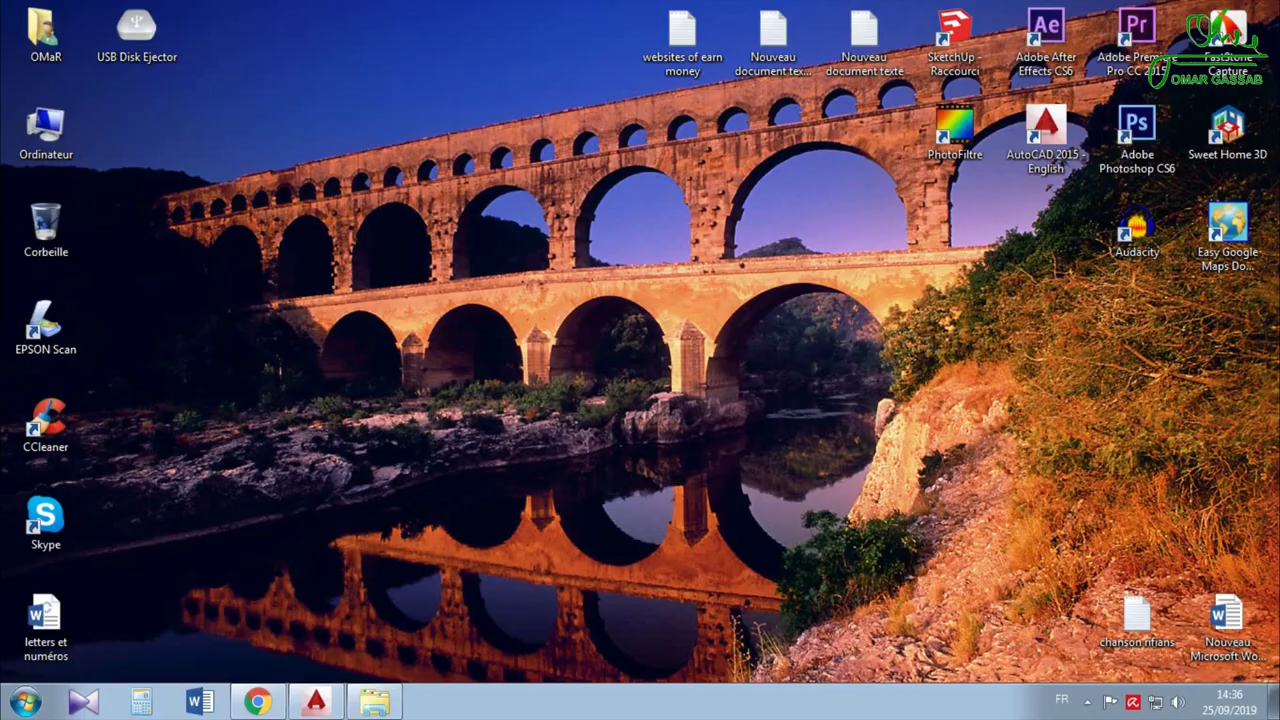 OMaR
USB Disk Ejector
websites of earn
money
Nouveau
document tex...
Nouveau
document texte
SketchUp -
Raccourci
Adobe After
Effects CS6
Adobe Premiere
Pro CC 2015
FastStone
Capture
OMAR GASSAB
Ordinateur
PhotoFiltre
AutoCAD 2015 -
English
Adobe
Photoshop CS6
Sweet Home 3D
Corbeille
Audacity
Easy Google
Maps Do...
EPSON Scan
CCleaner
Skype
letters et
numéros
chanson rifians
Nouveau
Microsoft Wo...
FR
14:36
25/09/2019